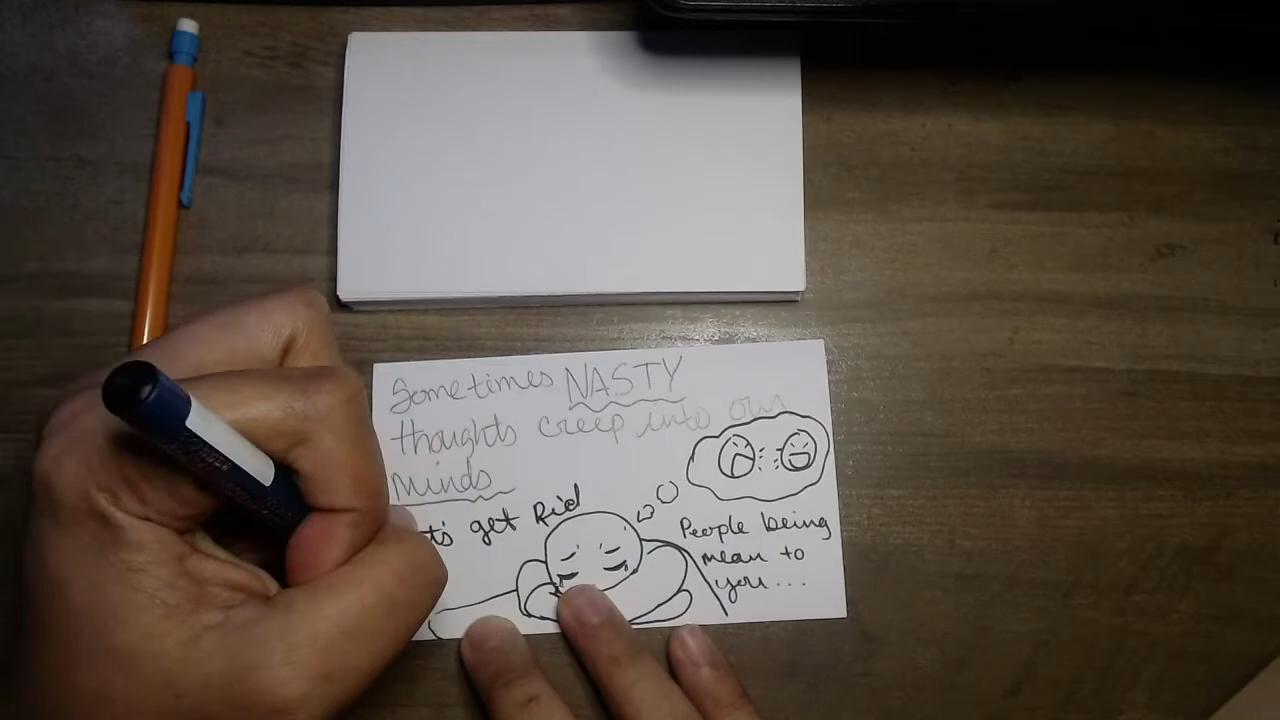 Sometimes NASTY
thoughts creep into our
minds
get Rid
People being
mean to
you...